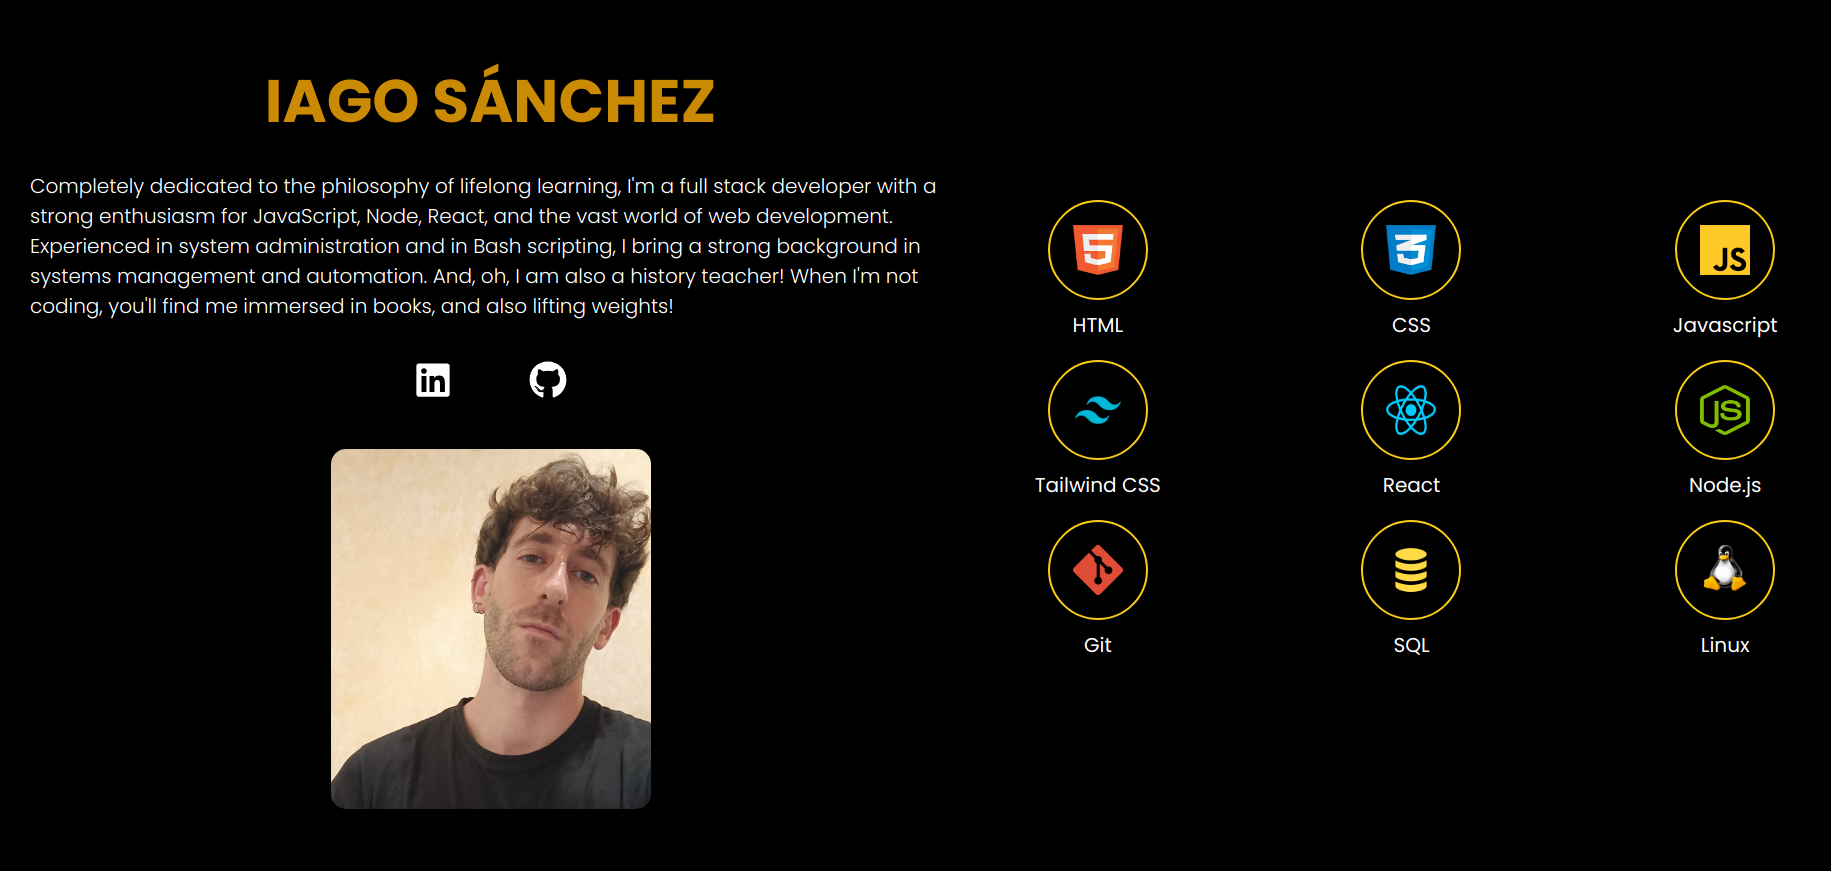 IAGO SÁNCHEZ
Completely dedicated to the philosophy of lifelong learning, I'm a full stack developer with a
strong enthusiasm for JavaScript, Node, React, and the vast world of web development.
Experienced in system administration and in Bash scripting, I bring a strong background in
systems management and automation. And, oh, I am also a history teacher! When I'm not
coding, you'll find me immersed in books, and also lifting weights!
in
5
3
JS
HTML
CSS
Javascript
JS
Tailwind CSS
React
Node.js
Git
SQL
Linux